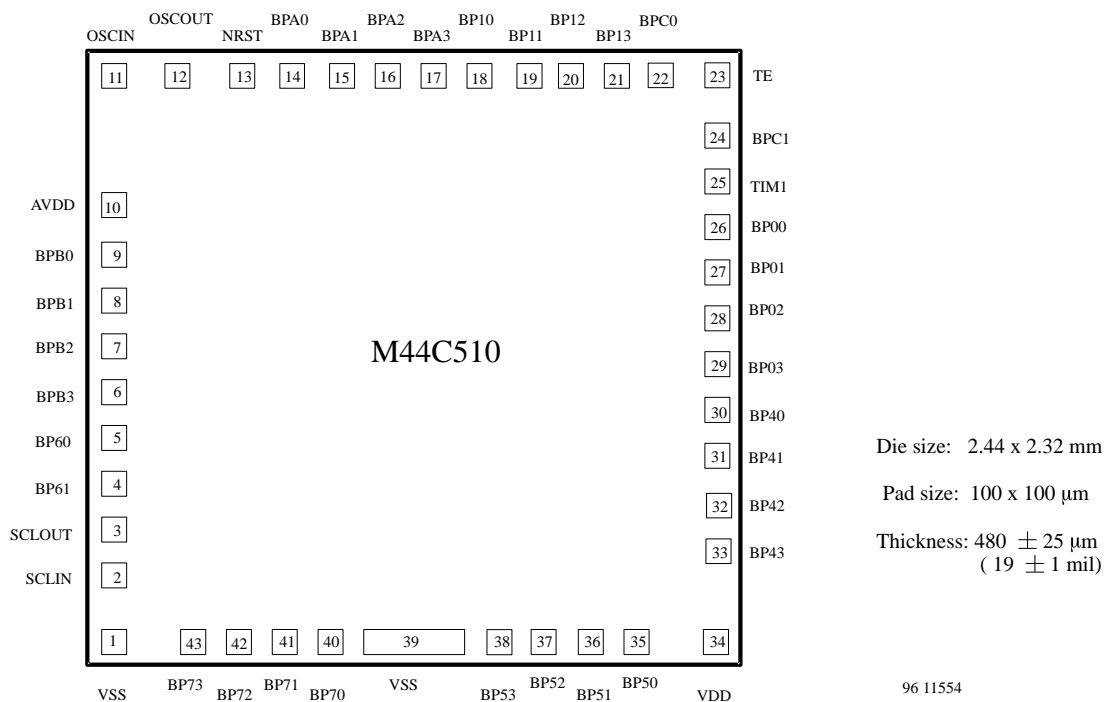 OSCOUT BPA0 BPA2 BP10 BP12 BPC0
OSCIN NRST BPA1 BPA3 BP11 BP13
11 12 13 14 15 16 17 18 19 20 21 22 23 TE
24 BPC1
25 TIM1
AVDD 10
26 BP00
BPB0 9
27 BP01
BPB1 8
28 BP02
BPB2 7
M44C510
29 BP03
BPB3 6
30 BP40
BP60 5
31 BP41
Die size: 2.44 x 2.32 mm
BP61 4
Pad size: 100 x 100 µm
32 BP42
SCLOUT 3
Thickness: 480 ± 25 µm
33 BP43
( 19 ± 1 mil)
SCLIN 2
1 43 42 41 40 39 38 37 36 35 34
VSS BP73 BP72 BP71 BP70 VSS BP53 BP52 BP51 BP50 VDD
96 11554